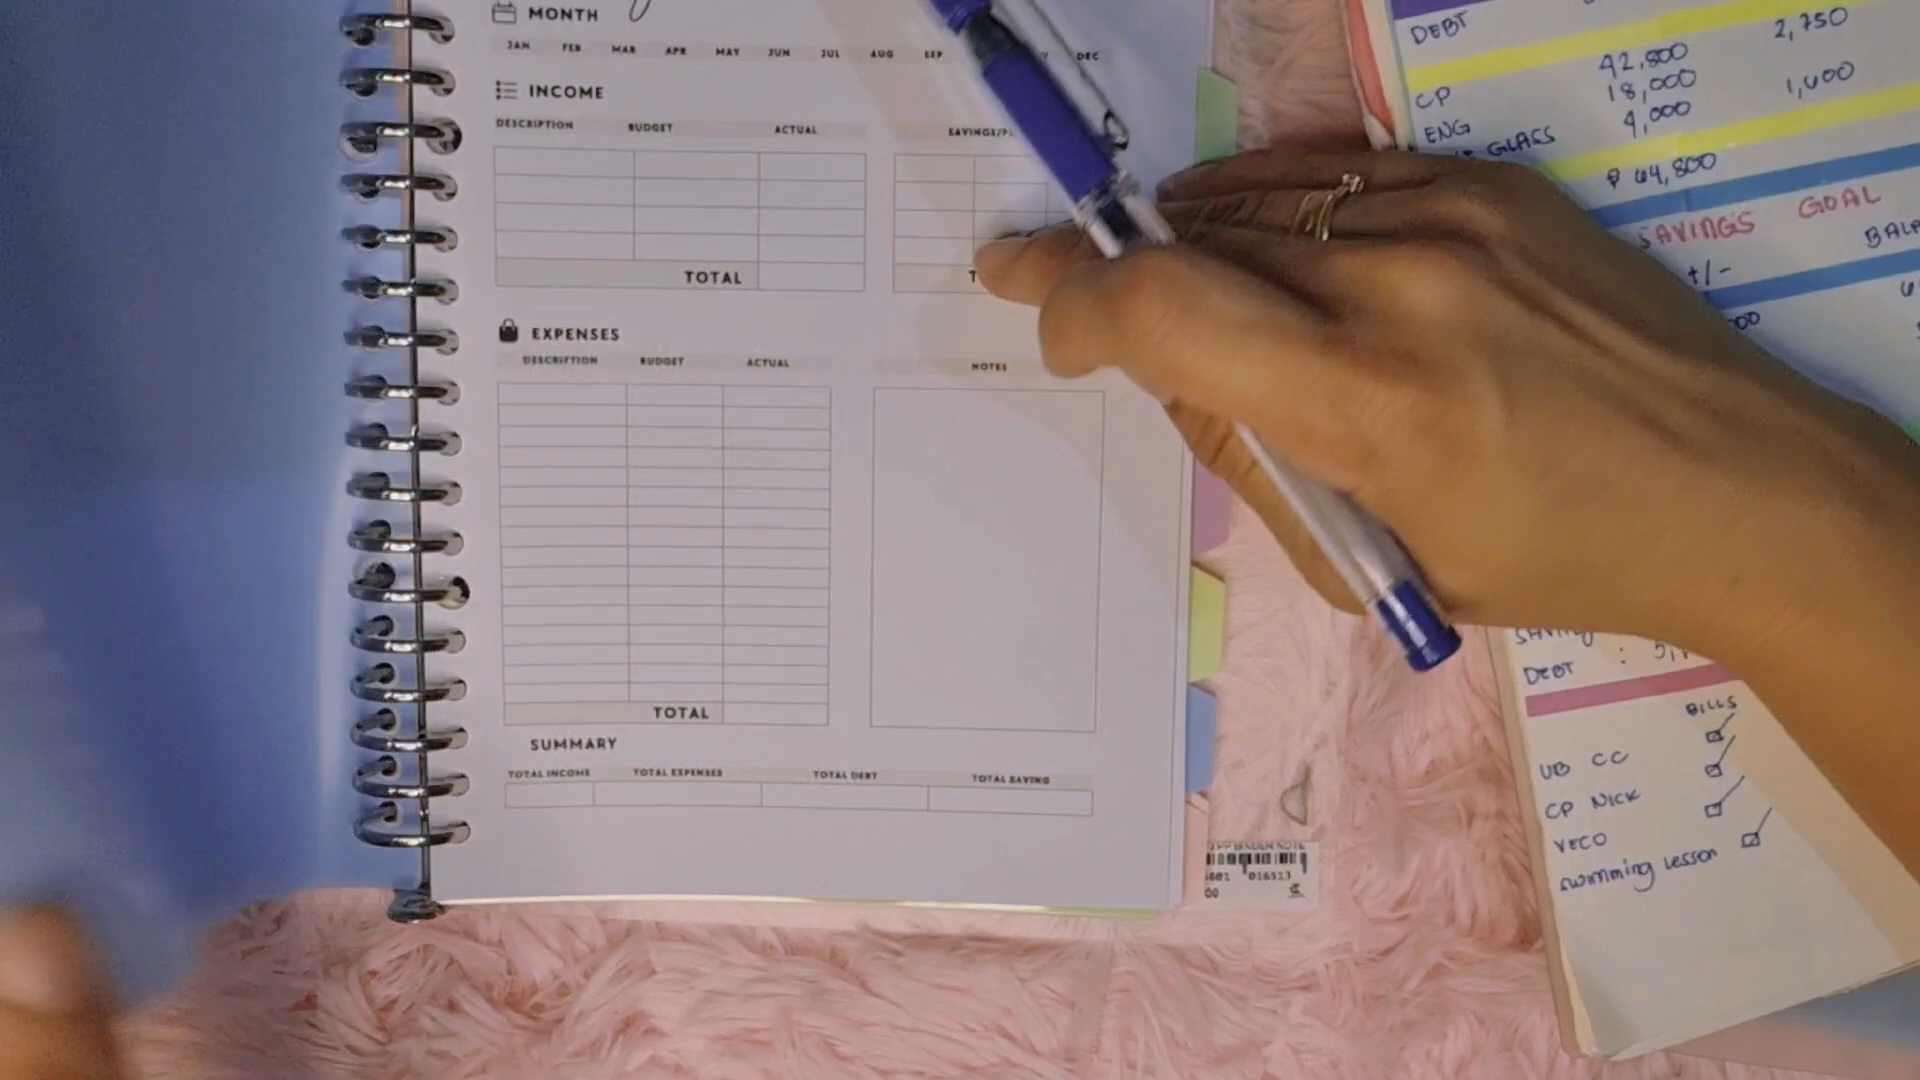 MONTH
JAN FEB MAR APR MAY JUN JUL AUG SEP DEC
INCOME
DESCRIPTION BUDGET ACTUAL
TOTAL
EXPENSES
DESCRIPTION BUDGET ACTUAL
NOTES
TOTAL
SUMMARY
TOTAL INCOME TOTAL EXPENSES TOTAL DEBT TOTAL SAVING
DEBT
42,800 2,750
CP 18,000
ENG 4,000 1,000
GLASS
₱ 64,800
SAVINGS GOAL
+/-
DEBT :
BILLS
UB CC
CP NICK
VECO
swimming lesson
016513